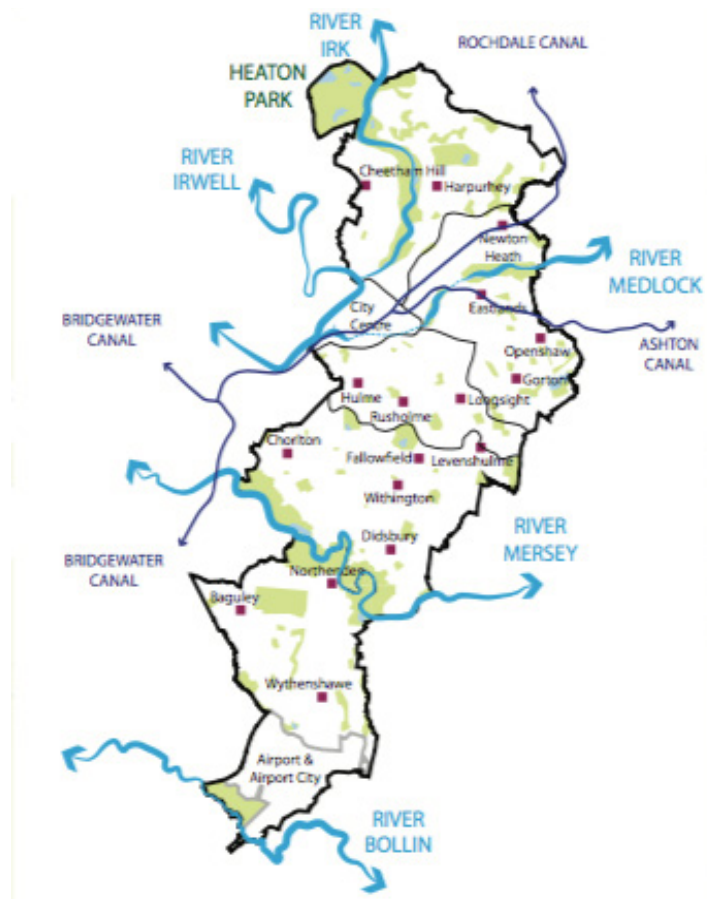 RIVER
IRK
ROCHDALE CANAL
HEATON
PARK
RIVER
IRWELL
Cheetham Hill
Harpurhey
Newton
Heath
RIVER
MEDLOCK
City
Centre
Eastlands
BRIDGEWATER
CANAL
Openshaw
ASHTON
CANAL
Gorton
Hulme
Rusholme
Longsight
Chorlton
Fallowfield
Levenshulme
Withington
Didsbury
RIVER
MERSEY
BRIDGEWATER
CANAL
Northenden
Baguley
Wythenshawe
Airport &
Airport City
RIVER
BOLLIN